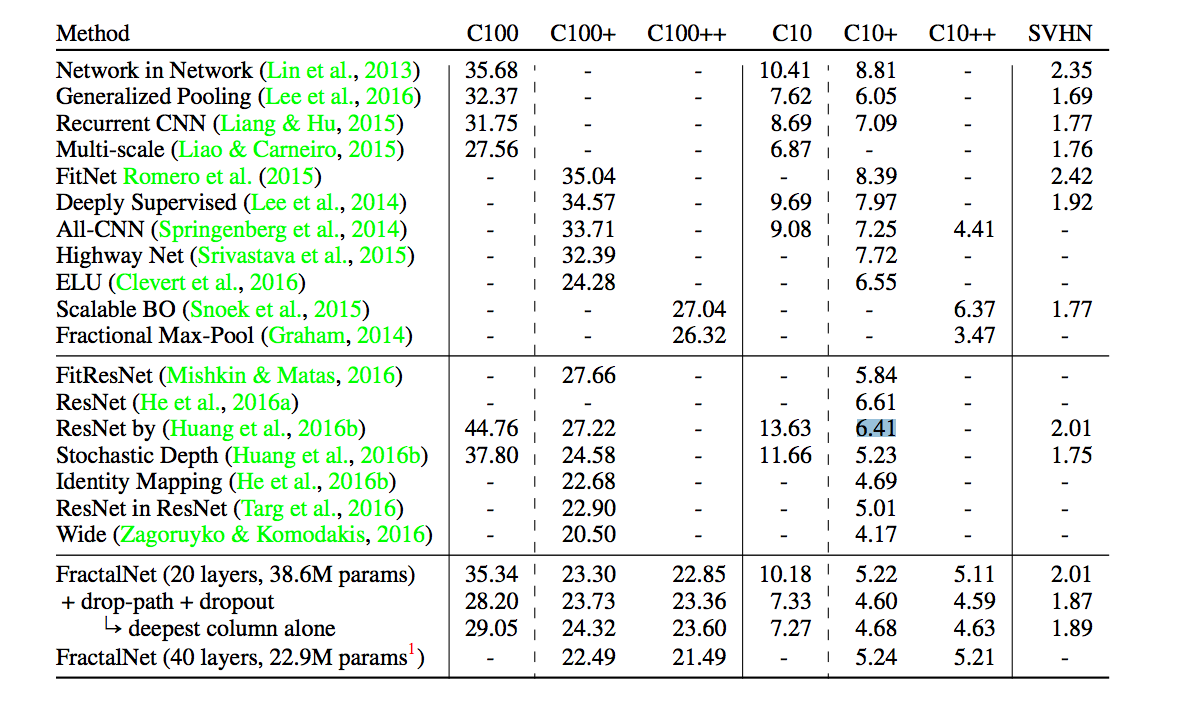 Method C100 C100+ C100++ C10 C10+ C10++ SVHN
Network in Network (Lin et al., 2013) 35.68 - - 10.41 8.81 - 2.35
Generalized Pooling (Lee et al., 2016) 32.37 - - 7.62 6.05 - 1.69
Recurrent CNN (Liang & Hu, 2015) 31.75 - - 8.69 7.09 - 1.77
Multi-scale (Liao & Carneiro, 2015) 27.56 - - 6.87 - - 1.76
FitNet Romero et al. (2015) - 35.04 - - 8.39 - 2.42
Deeply Supervised (Lee et al., 2014) - 34.57 - 9.69 7.97 - 1.92
All-CNN (Springenberg et al., 2014) - 33.71 - 9.08 7.25 4.41 -
Highway Net (Srivastava et al., 2015) - 32.39 - - 7.72 - -
ELU (Clevert et al., 2016) - 24.28 - - 6.55 - -
Scalable BO (Snoek et al., 2015) - - 27.04 - - 6.37 1.77
Fractional Max-Pool (Graham, 2014) - - 26.32 - - 3.47 -
FitResNet (Mishkin & Matas, 2016) - 27.66 - - 5.84 - -
ResNet (He et al., 2016a) - - - - 6.61 - -
ResNet by (Huang et al., 2016b) 44.76 27.22 - 13.63 6.41 - 2.01
Stochastic Depth (Huang et al., 2016b) 37.80 24.58 - 11.66 5.23 - 1.75
Identity Mapping (He et al., 2016b) - 22.68 - - 4.69 - -
ResNet in ResNet (Targ et al., 2016) - 22.90 - - 5.01 - -
Wide (Zagoruyko & Komodakis, 2016) - 20.50 - - 4.17 - -
FractalNet (20 layers, 38.6M params) 35.34 23.30 22.85 10.18 5.22 5.11 2.01
+ drop-path + dropout 28.20 23.73 23.36 7.33 4.60 4.59 1.87
↳ deepest column alone 29.05 24.32 23.60 7.27 4.68 4.63 1.89
FractalNet (40 layers, 22.9M params¹) - 22.49 21.49 - 5.24 5.21 -